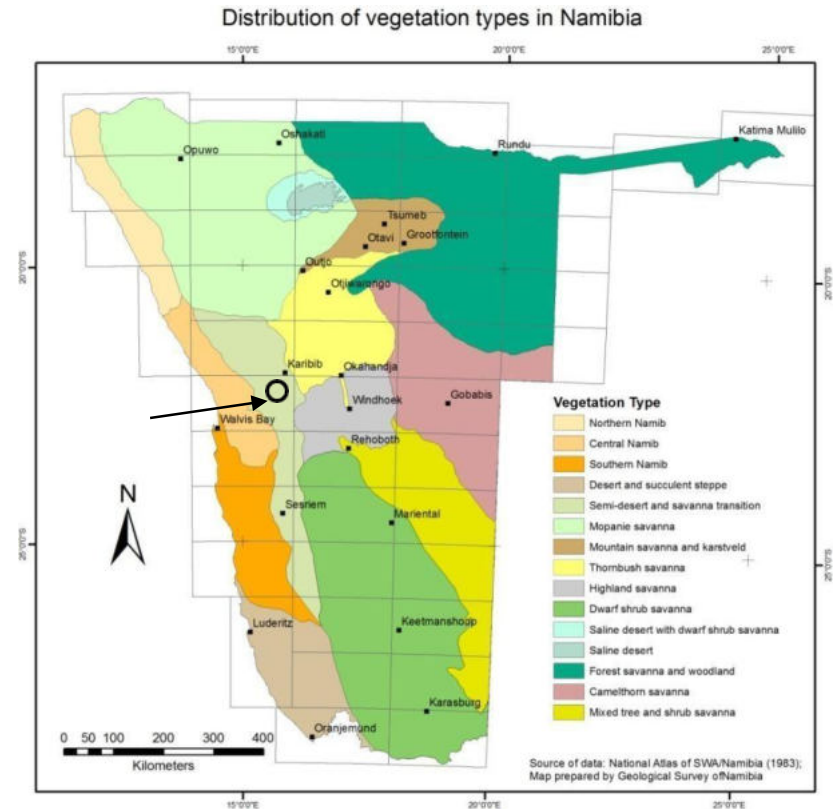 Distribution of vegetation types in Namibia
15°0'0"E
20°0'0"E
25°0'0"E
Katima Mulilo
Oshakati
Rundu
Opuwo
Tsumeb
Otavi
Grootfontein
Outjo
20°0'0"S
20°0'0"S
Otjiwarongo
Karibib
Okahandja
Gobabis
Windhoek
Walvis Bay
Rehoboth
Vegetation Type
Northern Namib
Central Namib
Southern Namib
Desert and succulent steppe
Semi-desert and savanna transition
Mopanie savanna
Mountain savanna and karstveld
Thornbush savanna
Highland savanna
Dwarf shrub savanna
Saline desert with dwarf shrub savanna
Saline desert
Forest savanna and woodland
Camelthorn savanna
Mixed tree and shrub savanna
N
Sesriem
Mariental
25°0'0"S
25°0'0"S
Luderitz
Keetmanshoop
Karasburg
Oranjemund
0 50 100 200 300 400
Kilometers
Source of data: National Atlas of SWA/Namibia (1983);
Map prepared by Geological Survey ofNamibia
15°0'0"E
20°0'0"E
25°0'0"E